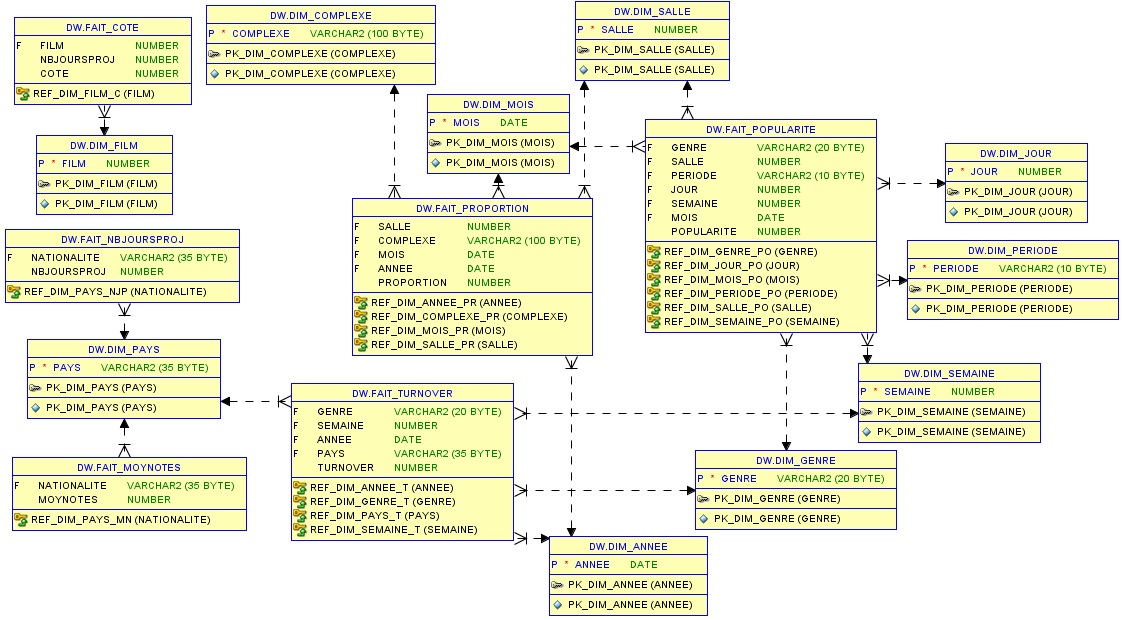 DW.FAIT_COTE
F FILM NUMBER
NBJOURSPROJ NUMBER
COTE NUMBER
REF_DIM_FILM_C (FILM)
DW.DIM_COMPLEXE
P * COMPLEXE VARCHAR2 (100 BYTE)
PK_DIM_COMPLEXE (COMPLEXE)
PK_DIM_COMPLEXE (COMPLEXE)
DW.DIM_SALLE
P * SALLE NUMBER
PK_DIM_SALLE (SALLE)
PK_DIM_SALLE (SALLE)
DW.DIM_MOIS
P * MOIS DATE
PK_DIM_MOIS (MOIS)
PK_DIM_MOIS (MOIS)
DW.FAIT_POPULARITE
F GENRE VARCHAR2 (20 BYTE)
F SALLE NUMBER
F PERIODE VARCHAR2 (10 BYTE)
F JOUR NUMBER
F SEMAINE NUMBER
F MOIS DATE
POPULARITE NUMBER
REF_DIM_GENRE_PO (GENRE)
REF_DIM_JOUR_PO (JOUR)
REF_DIM_MOIS_PO (MOIS)
REF_DIM_PERIODE_PO (PERIODE)
REF_DIM_SALLE_PO (SALLE)
REF_DIM_SEMAINE_PO (SEMAINE)
DW.DIM_JOUR
P * JOUR NUMBER
PK_DIM_JOUR (JOUR)
PK_DIM_JOUR (JOUR)
DW.DIM_FILM
P * FILM NUMBER
PK_DIM_FILM (FILM)
PK_DIM_FILM (FILM)
DW.FAIT_PROPORTION
F SALLE NUMBER
F COMPLEXE VARCHAR2 (100 BYTE)
F MOIS DATE
F ANNEE DATE
PROPORTION NUMBER
REF_DIM_ANNEE_PR (ANNEE)
REF_DIM_COMPLEXE_PR (COMPLEXE)
REF_DIM_MOIS_PR (MOIS)
REF_DIM_SALLE_PR (SALLE)
DW.DIM_PERIODE
P * PERIODE VARCHAR2 (10 BYTE)
PK_DIM_PERIODE (PERIODE)
PK_DIM_PERIODE (PERIODE)
DW.FAIT_NBJOURSPROJ
F NATIONALITE VARCHAR2 (35 BYTE)
NBJOURSPROJ NUMBER
REF_DIM_PAYS_NJP (NATIONALITE)
DW.DIM_PAYS
P * PAYS VARCHAR2 (35 BYTE)
PK_DIM_PAYS (PAYS)
PK_DIM_PAYS (PAYS)
DW.FAIT_TURNOVER
F GENRE VARCHAR2 (20 BYTE)
F SEMAINE NUMBER
F ANNEE DATE
F PAYS VARCHAR2 (35 BYTE)
TURNOVER NUMBER
REF_DIM_ANNEE_T (ANNEE)
REF_DIM_GENRE_T (GENRE)
REF_DIM_PAYS_T (PAYS)
REF_DIM_SEMAINE_T (SEMAINE)
DW.DIM_SEMAINE
P * SEMAINE NUMBER
PK_DIM_SEMAINE (SEMAINE)
PK_DIM_SEMAINE (SEMAINE)
DW.FAIT_MOYNOTES
F NATIONALITE VARCHAR2 (35 BYTE)
MOYNOTES NUMBER
REF_DIM_PAYS_MN (NATIONALITE)
DW.DIM_GENRE
P * GENRE VARCHAR2 (20 BYTE)
PK_DIM_GENRE (GENRE)
PK_DIM_GENRE (GENRE)
DW.DIM_ANNEE
P * ANNEE DATE
PK_DIM_ANNEE (ANNEE)
PK_DIM_ANNEE (ANNEE)